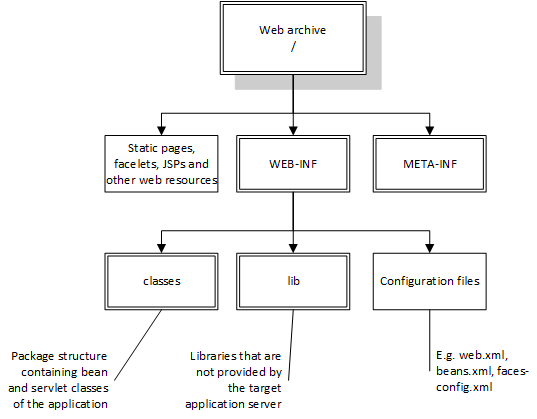 Web archive
/
Static pages,
facelets, JSPs and
other web resources
WEB-INF
META-INF
classes
lib
Configuration files
Package structure
containing bean
and servlet classes
of the application
Libraries that are
not provided by
the target
application server
E.g. web.xml,
beans.xml, faces-
config.xml